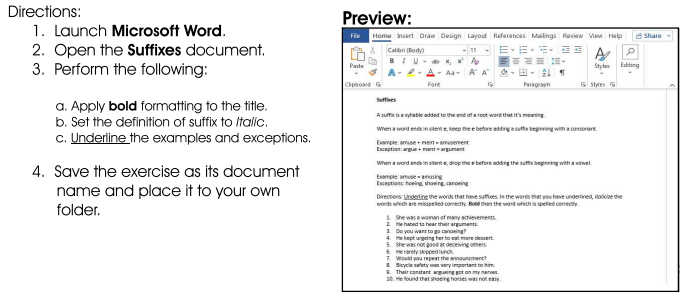 Directions:
1. Launch Microsoft Word.
2. Open the Suffixes document.
3. Perform the following:
a. Apply bold formatting to the title.
b. Set the definition of suffix to Italic.
c. Underline the examples and exceptions.
4. Save the exercise as its document
name and place it to your own
folder.
Preview:
File Home Insert Draw Design Layout References Mailings Review View Help Share
Calibri (Body) 11
Paste
B I U ab x₂ x² A
A A Aa A A
Styles Editing
Clipboard Font Paragraph Styles
Suffixes
A suffix is a syllable added to the end of a root word that it's meaning.
When a word ends in silent e, keep the e before adding a suffix beginning with a consonant.
Example: amuse + ment = amusement
Exception: argue + ment = argument
When a word ends in silent e, drop the e before adding the suffix beginning with a vowel.
Example: amuse = amusing
Exceptions: hoeing, shoeing, canoeing
Directions: Underline the words that have suffixes. In the words that you have underlined, italicize the
words which are misspelled correctly. Bold then the word which is spelled correctly.
1. She was a woman of many achievements.
2. He hated to hear their arguments.
3. Do you want to go canoeing?
4. He kept urgeing her to eat more dessert.
5. She was not good at deceiving others.
6. He rarely skipped lunch.
7. Would you repeat the announcment?
8. Bicycle safety was very important to him.
9. Their constant argueing got on my nerves.
10. He found that shoeing horses was not easy.